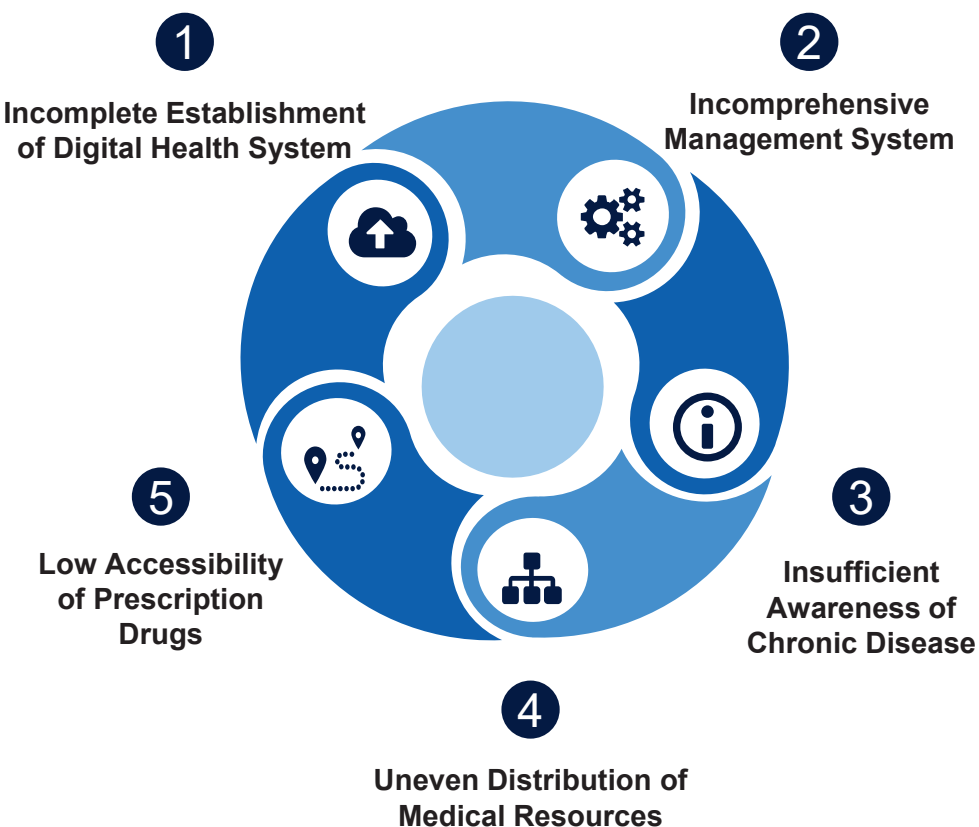 1
Incomplete Establishment
of Digital Health System
2
Incomprehensive
Management System
3
Insufficient
Awareness of
Chronic Disease
4
Uneven Distribution of
Medical Resources
5
Low Accessibility
of Prescription
Drugs